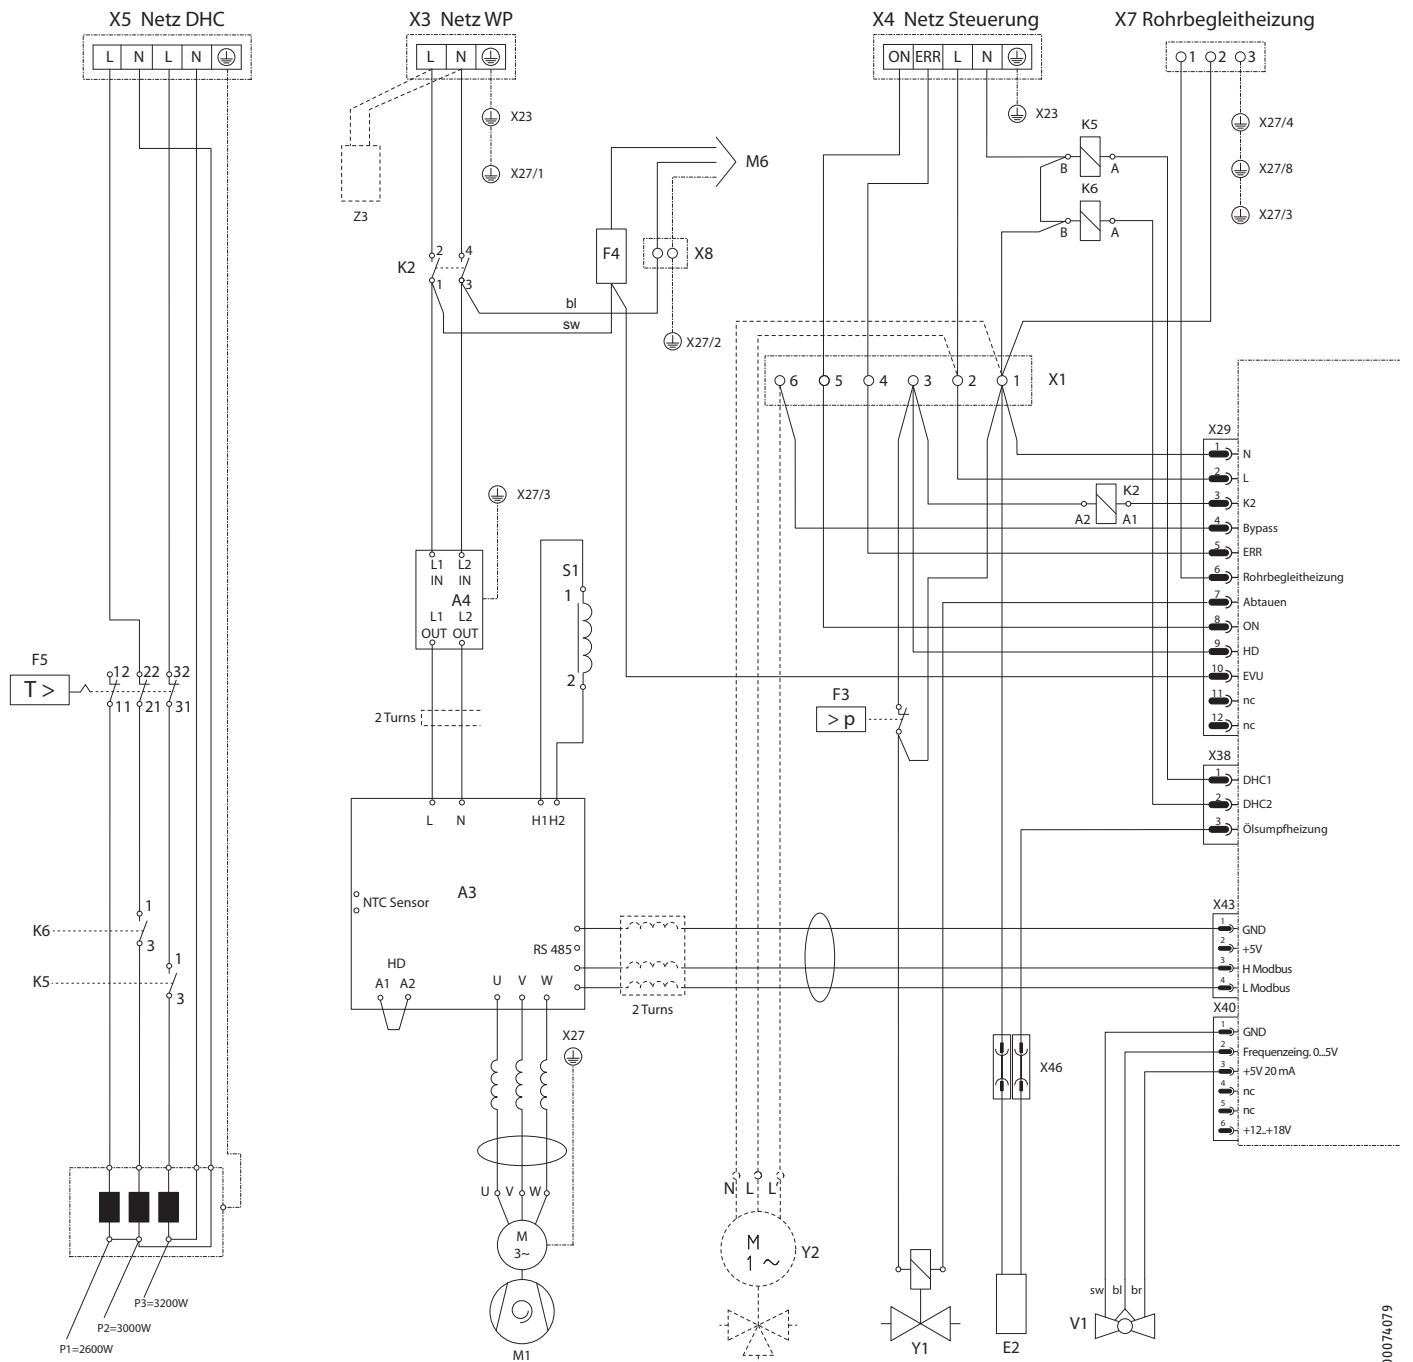 X5 Netz DHC
X3 Netz WP
X4 Netz Steuerung
X7 Rohrbegleitheizung
L N L N
L N
ON ERR L N
1 2 3
X23
X27/1
Z3
M6
X23
K5
B A
K6
B A
X27/4
X27/8
X27/3
K2
2 4
1 3
F4
X8
bl
sw
X27/2
6 5 4 3 2 1
X1
X29
1 N
2 L
3 K2
4 Bypass
5 ERR
6 Rohrbegleitheizung
7 Abtauen
8 ON
9 HD
10 EVU
11 nc
12 nc
K2
A2 A1
X27/3
L1 L2
IN IN
A4
L1 L2
OUT OUT
S1
1
2
F5
T >
12 22 32
11 21 31
2 Turns
F3
> p
X38
1 DHC1
2 DHC2
3 Ölsumpfheizung
L N H1 H2
A3
NTC Sensor
RS 485
HD
A1 A2
U V W
K6
1
3
K5
1
3
2 Turns
X43
1 GND
2 +5V
3 H Modbus
4 L Modbus
X40
1 GND
2 Frequenzeing. 0...5V
3 +5V 20 mA
4 nc
5 nc
6 +12..+18V
X27
X46
U V W
M
3~
M1
N L L'
M
1 ~
Y2
Y1
E2
sw bl br
V1
P3=3200W
P2=3000W
P1=2600W
00074079